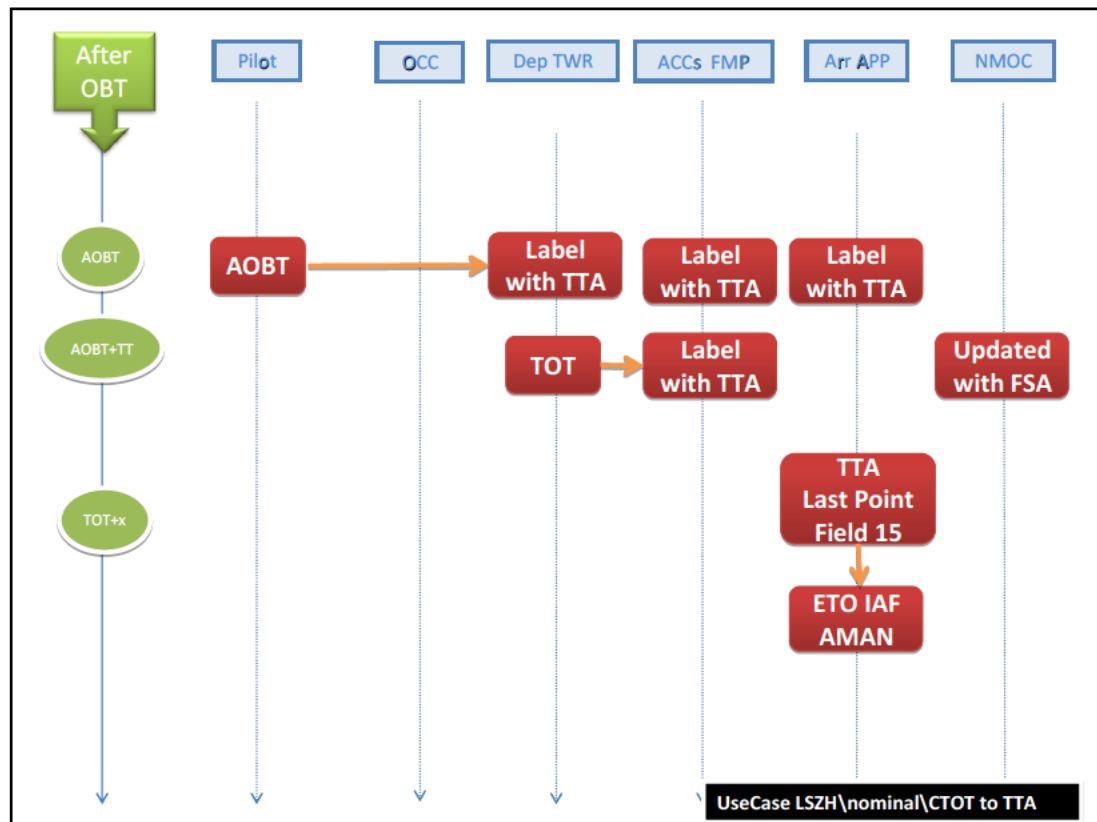 After
OBT
Pilot
OCC
Dep TWR
ACCs FMP
Arr APP
NMOC
AOBT
AOBT
Label
with TTA
Label
with TTA
Label
with TTA
AOBT+TT
TOT
Label
with TTA
Updated
with FSA
TOT+x
TTA
Last Point
Field 15
ETO IAF
AMAN
UseCase LSZH\nominal\CTOT to TTA